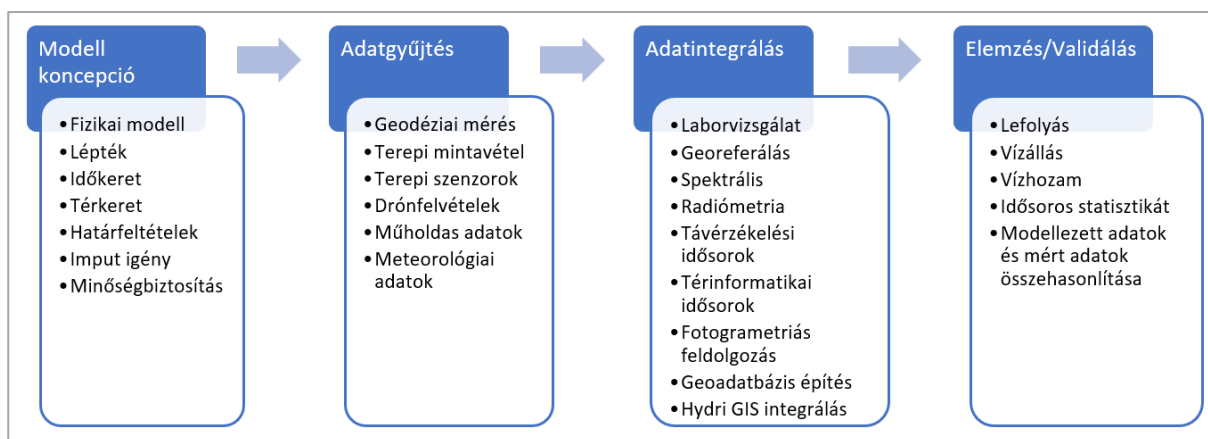 Modell
koncepció
•Fizikai modell
•Lépték
•Időkeret
•Térkeret
•Határfeltételek
•Imput igény
•Minőségbiztosítás
Adatgyűjtés
•Geodéziai mérés
•Terepi mintavétel
•Terepi szenzorok
•Drónfelvételek
•Műholdas adatok
•Meteorológiai
adatok
Adatintegrálás
•Laborvizsgálat
•Georeferálás
•Spektrális
•Radiómetria
•Távérzékelési
idősorok
•Térinformatikai
idősorok
•Fotogrametriás
feldolgozás
•Geoadatbázis építés
•Hydri GIS integrálás
Elemzés/Validálás
•Lefolyás
•Vízállás
•Vízhozam
•Idősoros statisztikát
•Modellezett adatok
és mért adatok
összehasonlítása